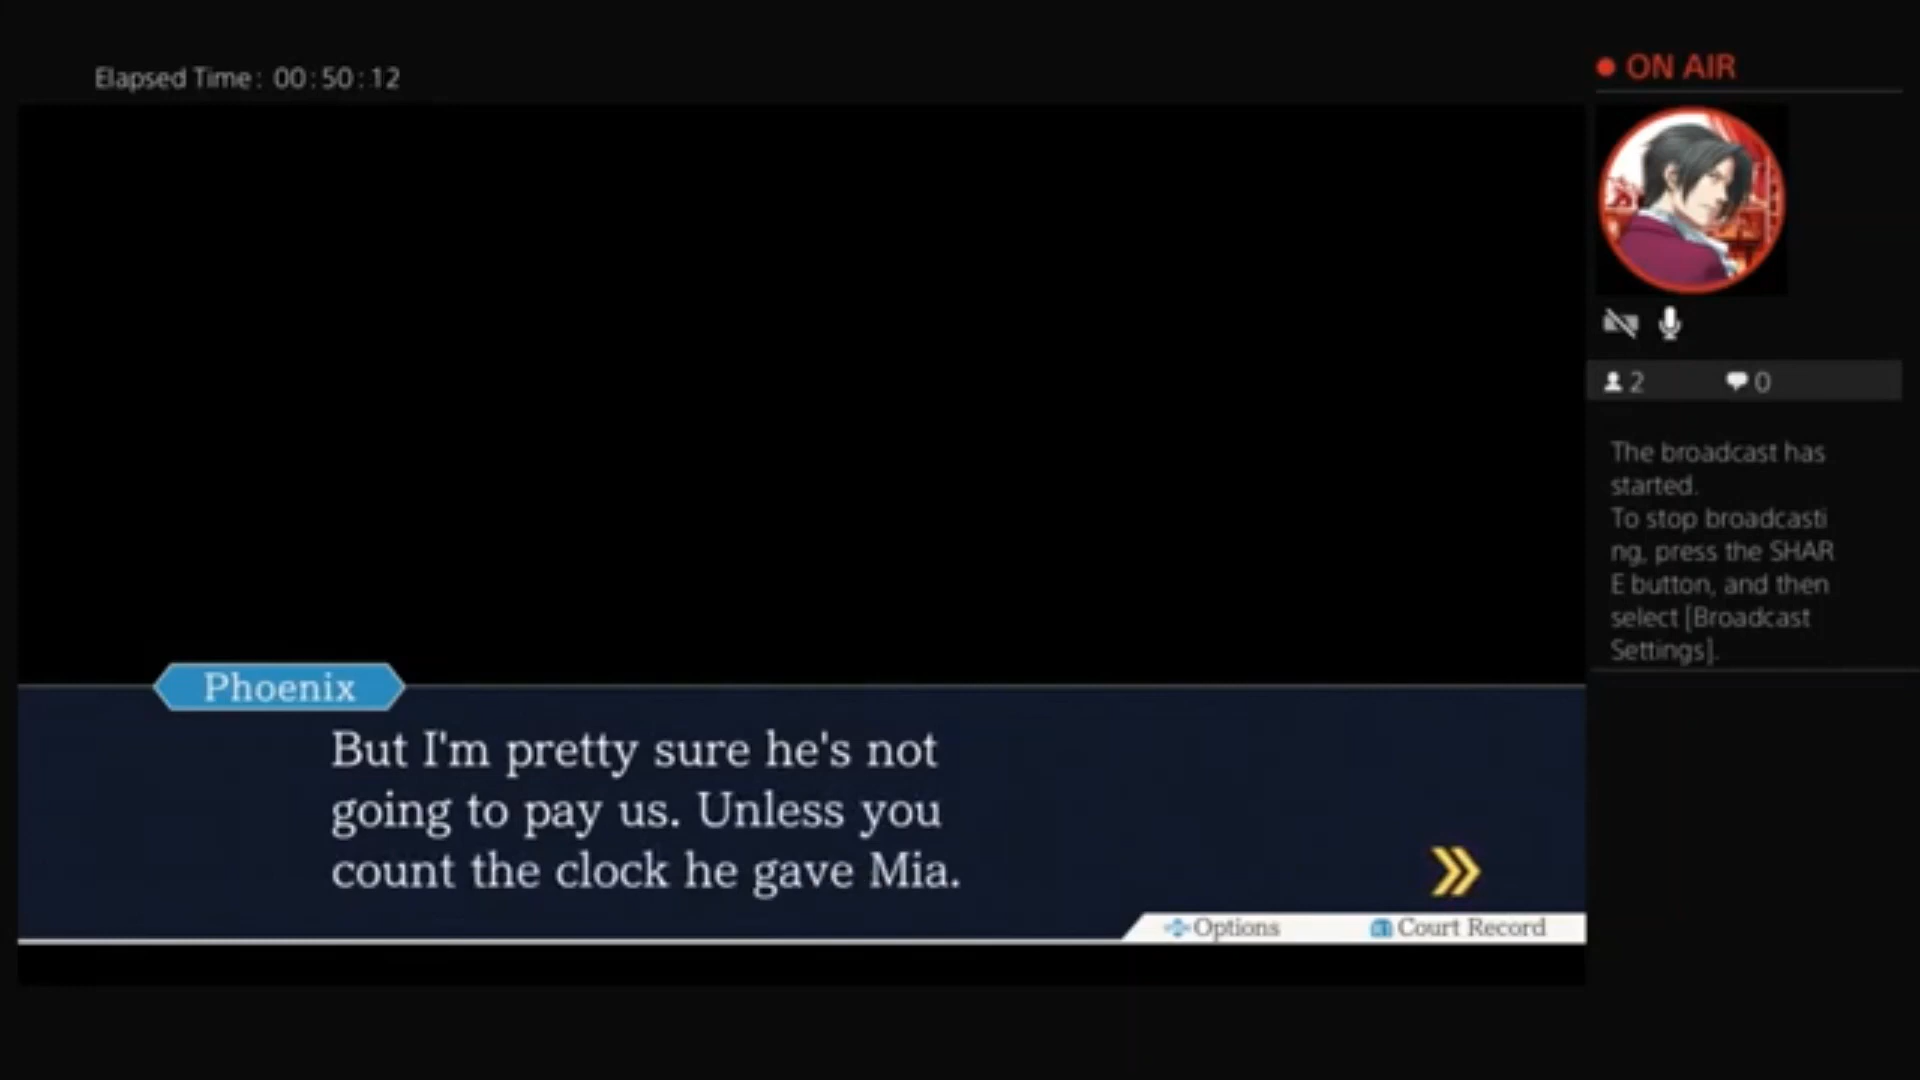 Elapsed Time: 00:50:12
ON AIR
2
0
The broadcast has
started.
To stop broadcasti
ng, press the SHAR
E button, and then
select [Broadcast
Settings].
Phoenix
But I'm pretty sure he's not
going to pay us. Unless you
count the clock he gave Mia.
Options
Court Record